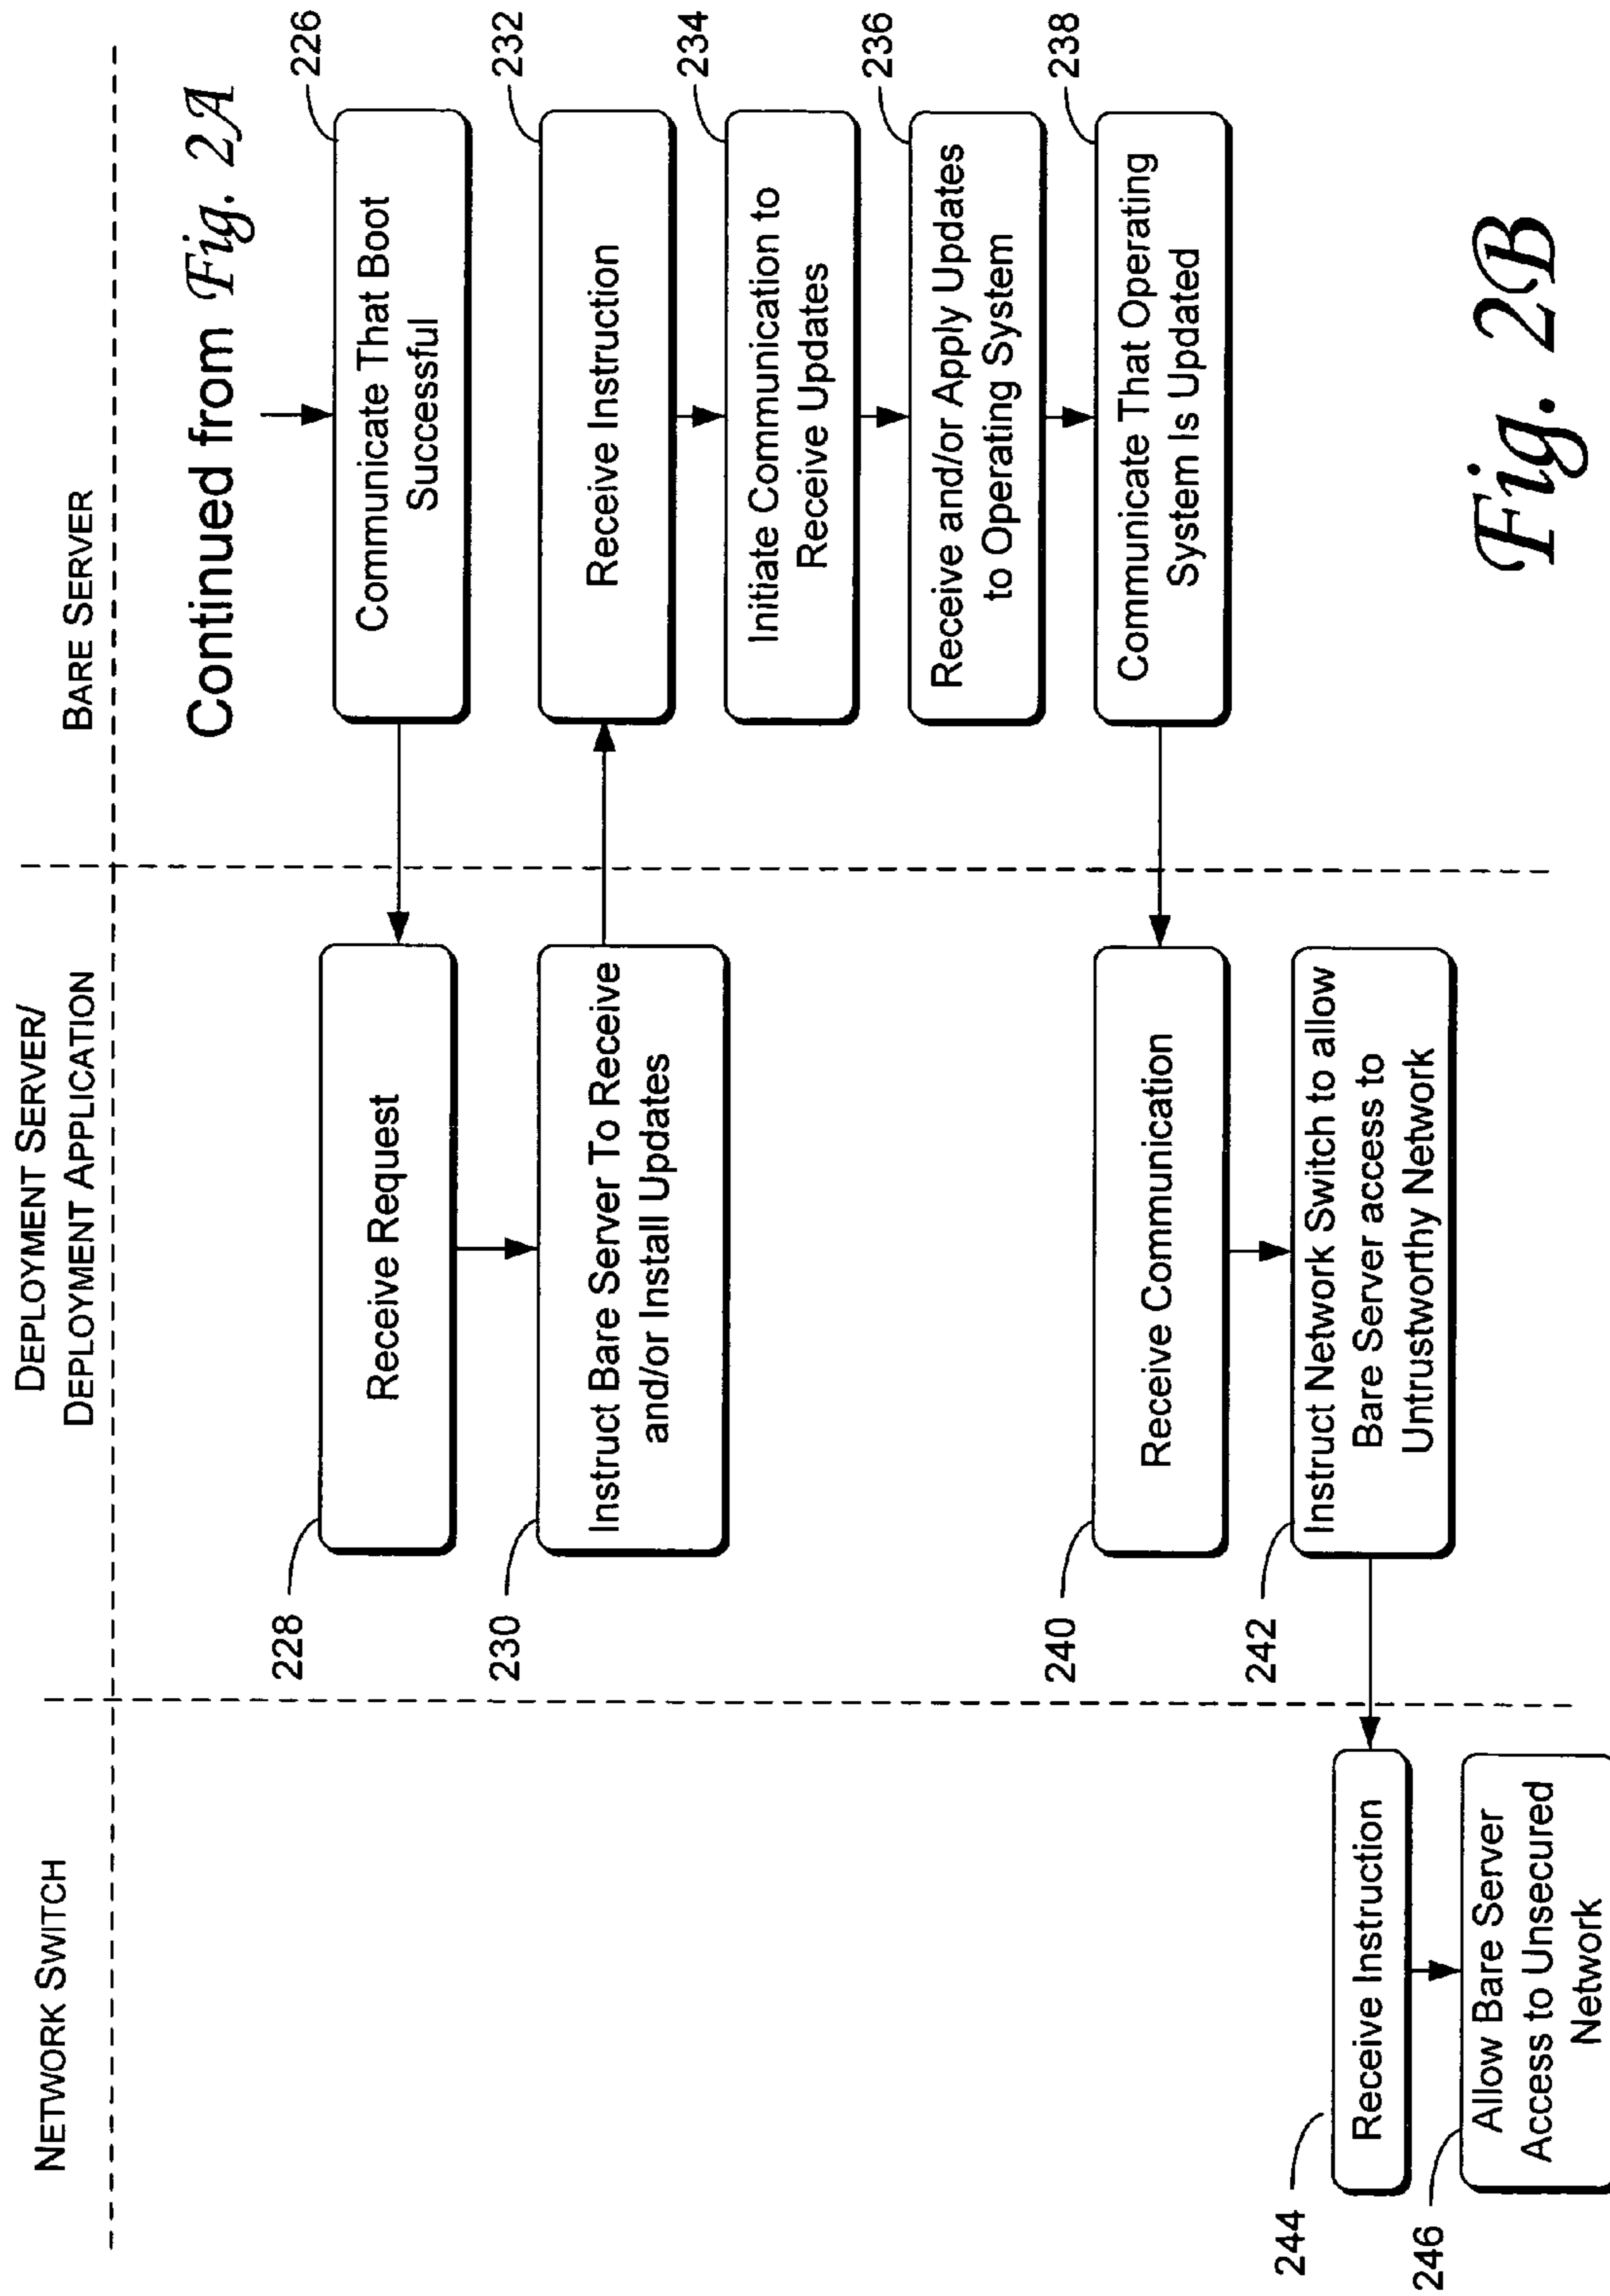 NETWORK SWITCH
DEPLOYMENT SERVER/
DEPLOYMENT APPLICATION
BARE SERVER
Continued from Fig. 2A
226
Communicate That Boot
Successful
228
Receive Request
230
Instruct Bare Server To Receive
and/or Install Updates
232
Receive Instruction
234
Initiate Communication to
Receive Updates
236
Receive and/or Apply Updates
to Operating System
238
Communicate That Operating
System Is Updated
240
Receive Communication
242
Instruct Network Switch to allow
Bare Server access to
Untrustworthy Network
244
Receive Instruction
246
Allow Bare Server
Access to Unsecured
Network
Fig. 2B